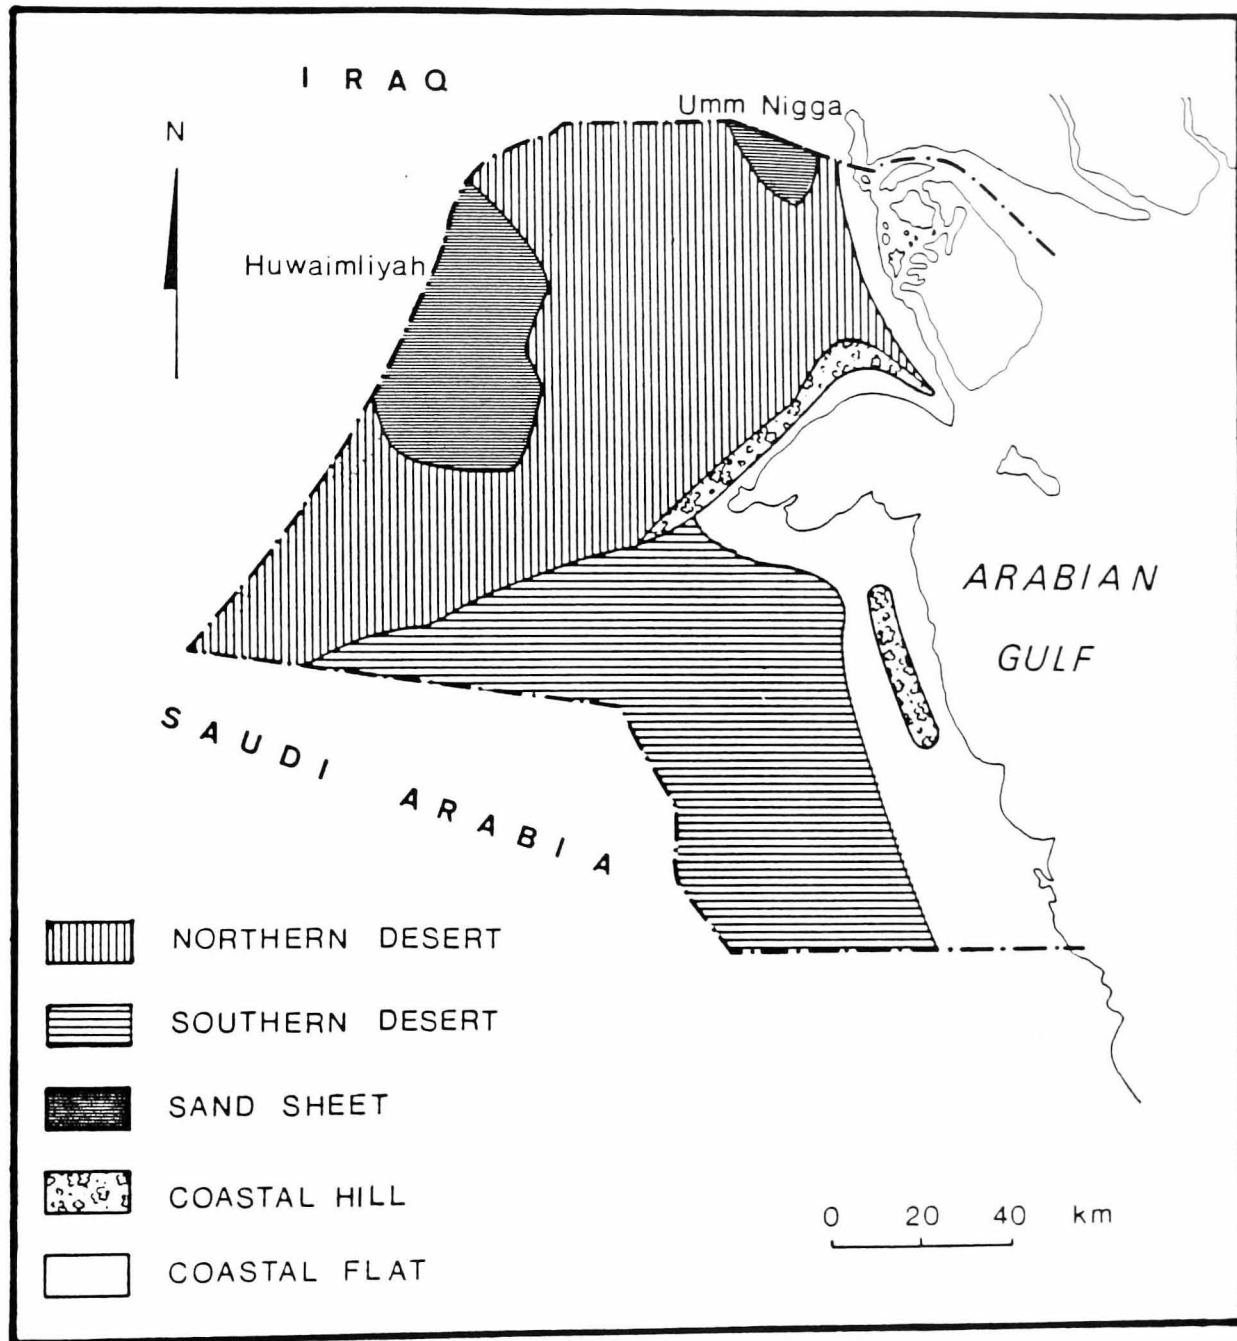 IRAQ
Umm Nigga
N
Huwaimliyah
ARABIAN
GULF
SAUDI ARABIA
NORTHERN DESERT
SOUTHERN DESERT
SAND SHEET
COASTAL HILL
COASTAL FLAT
0 20 40 km